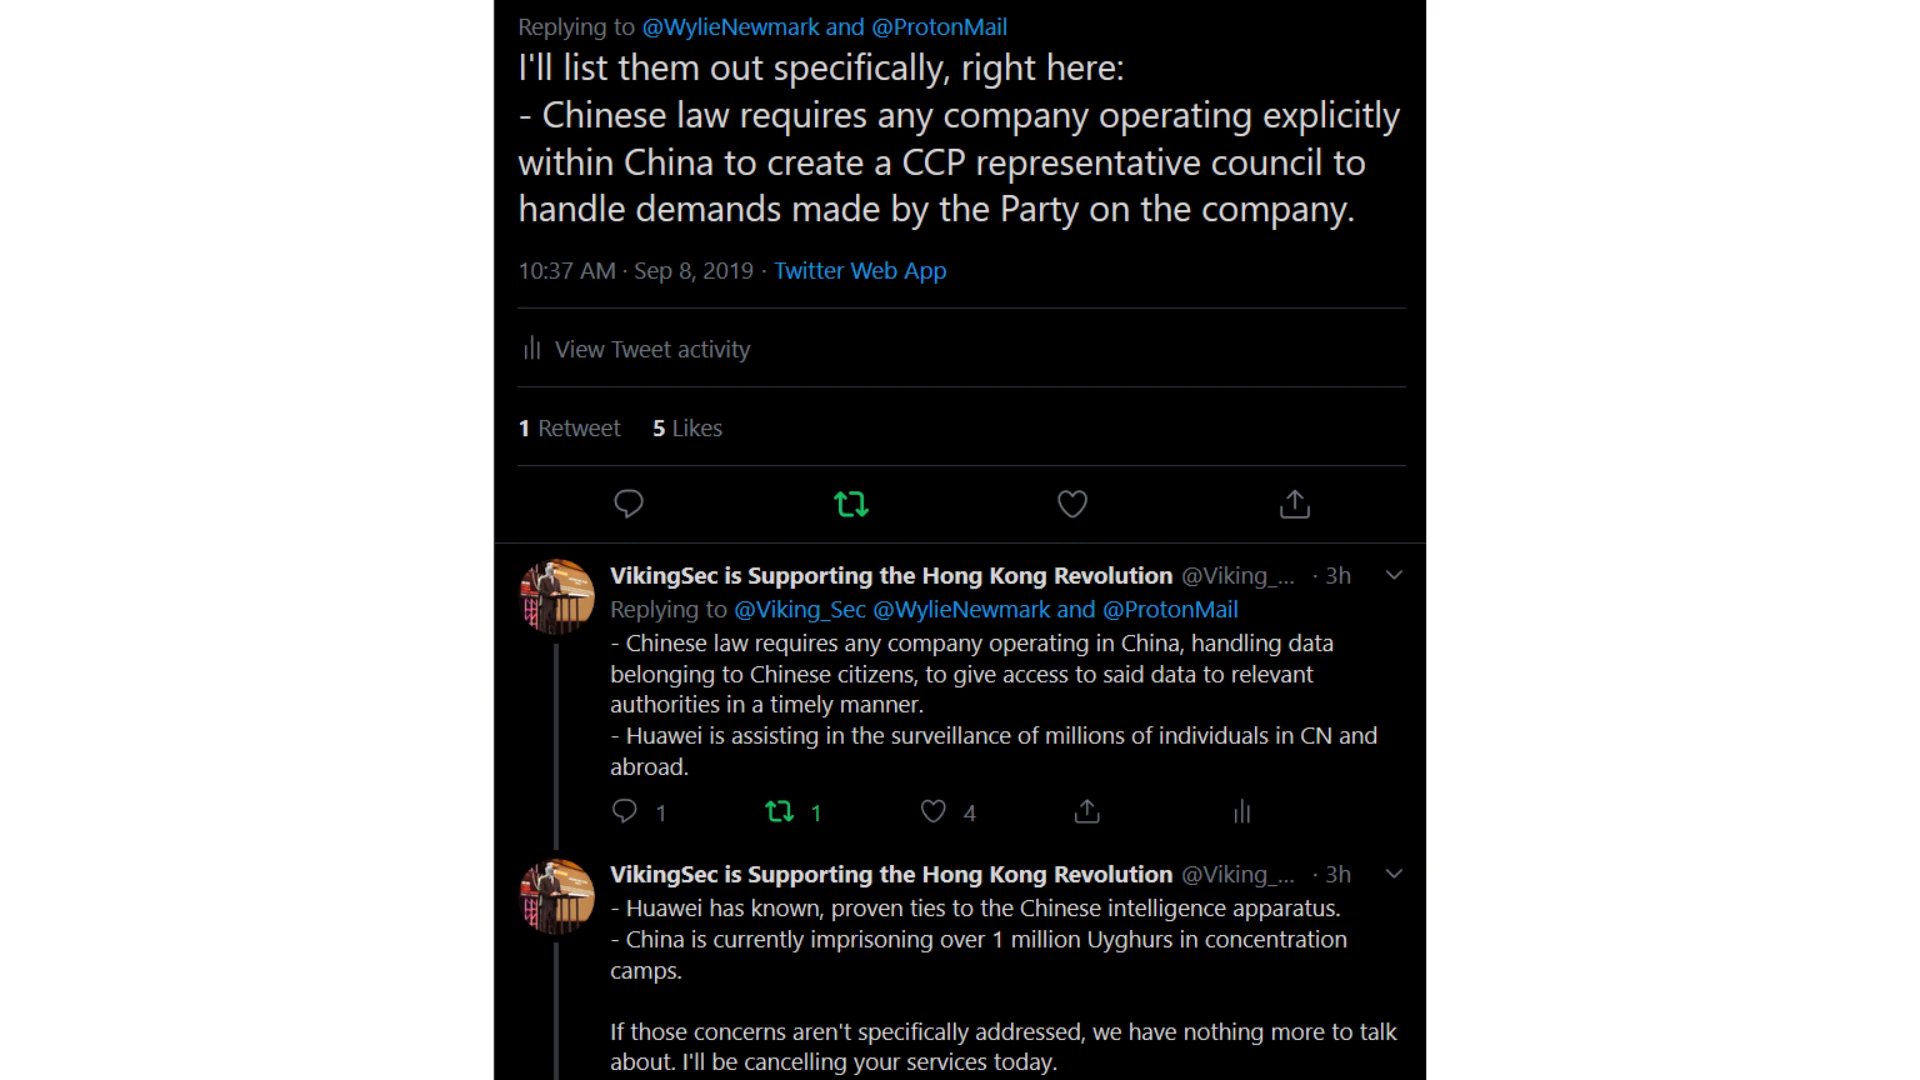 Replying to @WylieNewmark and @ProtonMail
I'll list them out specifically, right here:
- Chinese law requires any company operating explicitly
within China to create a CCP representative council to
handle demands made by the Party on the company.
10:37 AM · Sep 8, 2019 · Twitter Web App
View Tweet activity
1 Retweet 5 Likes
VikingSec is Supporting the Hong Kong Revolution @Viking_... · 3h
Replying to @Viking_Sec @WylieNewmark and @ProtonMail
- Chinese law requires any company operating in China, handling data
belonging to Chinese citizens, to give access to said data to relevant
authorities in a timely manner.
- Huawei is assisting in the surveillance of millions of individuals in CN and
abroad.
1 1 4
VikingSec is Supporting the Hong Kong Revolution @Viking_... · 3h
- Huawei has known, proven ties to the Chinese intelligence apparatus.
- China is currently imprisoning over 1 million Uyghurs in concentration
camps.
If those concerns aren't specifically addressed, we have nothing more to talk
about. I'll be cancelling your services today.